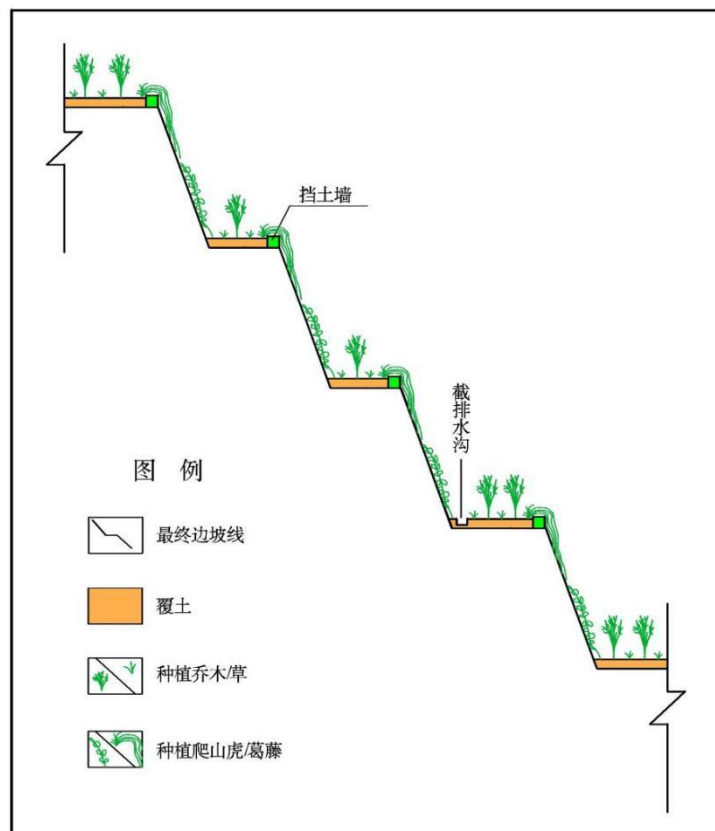 挡土墙
截排水沟
图 例
最终边坡线
覆土
种植乔木/草
种植爬山虎/葛藤